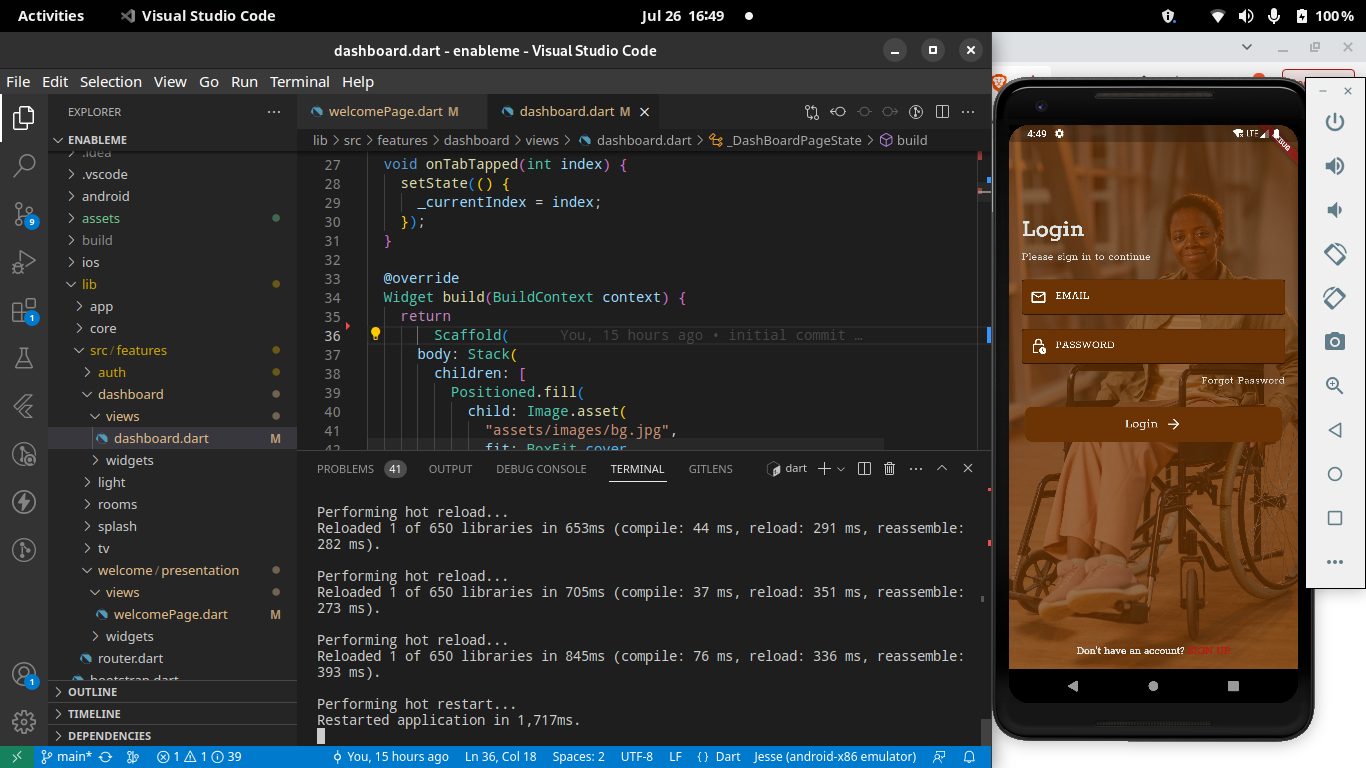 Activities
Visual Studio Code
Jul 26 16:49
100%
dashboard.dart - enableme - Visual Studio Code
File Edit Selection View Go Run Terminal Help
EXPLORER
ENABLEME
.idea
.vscode
android
assets
build
ios
lib
app
core
src/features
auth
dashboard
views
dashboard.dart M
widgets
light
rooms
splash
tv
welcome/presentation
views
welcomePage.dart M
widgets
router.dart
bootstrap.dart
OUTLINE
TIMELINE
DEPENDENCIES
9
1
1
welcomePage.dart M
dashboard.dart M
lib > src > features > dashboard > views > dashboard.dart > _DashBoardPageState > build
27 void onTabTapped(int index) {
28 setState(() {
29 _currentIndex = index;
30 });
31 }
32
33 @override
34 Widget build(BuildContext context) {
35 return
36 Scaffold( You, 15 hours ago • initial commit …
37 body: Stack(
38 children: [
39 Positioned.fill(
40 child: Image.asset(
41 "assets/images/bg.jpg",
42 fit: BoxFit.cover
PROBLEMS 41 OUTPUT DEBUG CONSOLE TERMINAL GITLENS
dart
Performing hot reload...
Reloaded 1 of 650 libraries in 653ms (compile: 44 ms, reload: 291 ms, reassemble:
282 ms).
Performing hot reload...
Reloaded 1 of 650 libraries in 705ms (compile: 37 ms, reload: 351 ms, reassemble:
273 ms).
Performing hot reload...
Reloaded 1 of 650 libraries in 845ms (compile: 76 ms, reload: 336 ms, reassemble:
393 ms).
Performing hot restart...
Restarted application in 1,717ms.
main* 1 1 39 You, 15 hours ago Ln 36, Col 18 Spaces: 2 UTF-8 LF { } Dart Jesse (android-x86 emulator)
4:49
LTE
DEBUG
Login
Please sign in to continue
EMAIL
PASSWORD
Forgot Password
Login
Don't have an account? SIGN UP